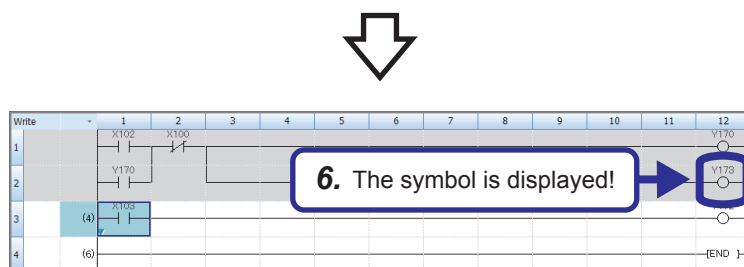 Write 1 2 3 4 5 6 7 8 9 10 11 12
1 X102 X100 Y170
2 Y170 6. The symbol is displayed! Y173
3 (4) X103
4 (6) [END ]